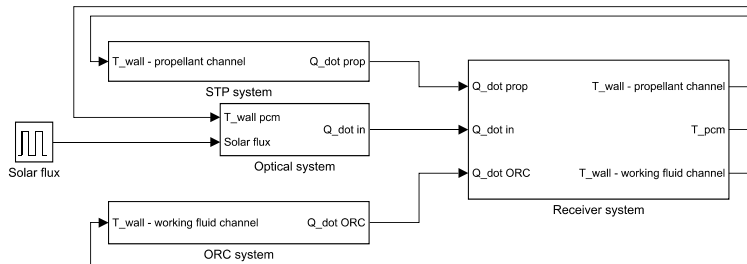 T_wall - propellant channel
Q_dot prop
STP system
T_wall pcm
Solar flux
Q_dot in
Optical system
Solar flux
T_wall - working fluid channel
Q_dot ORC
ORC system
Q_dot prop
T_wall - propellant channel
Q_dot in
T_pcm
Q_dot ORC
T_wall - working fluid channel
Receiver system